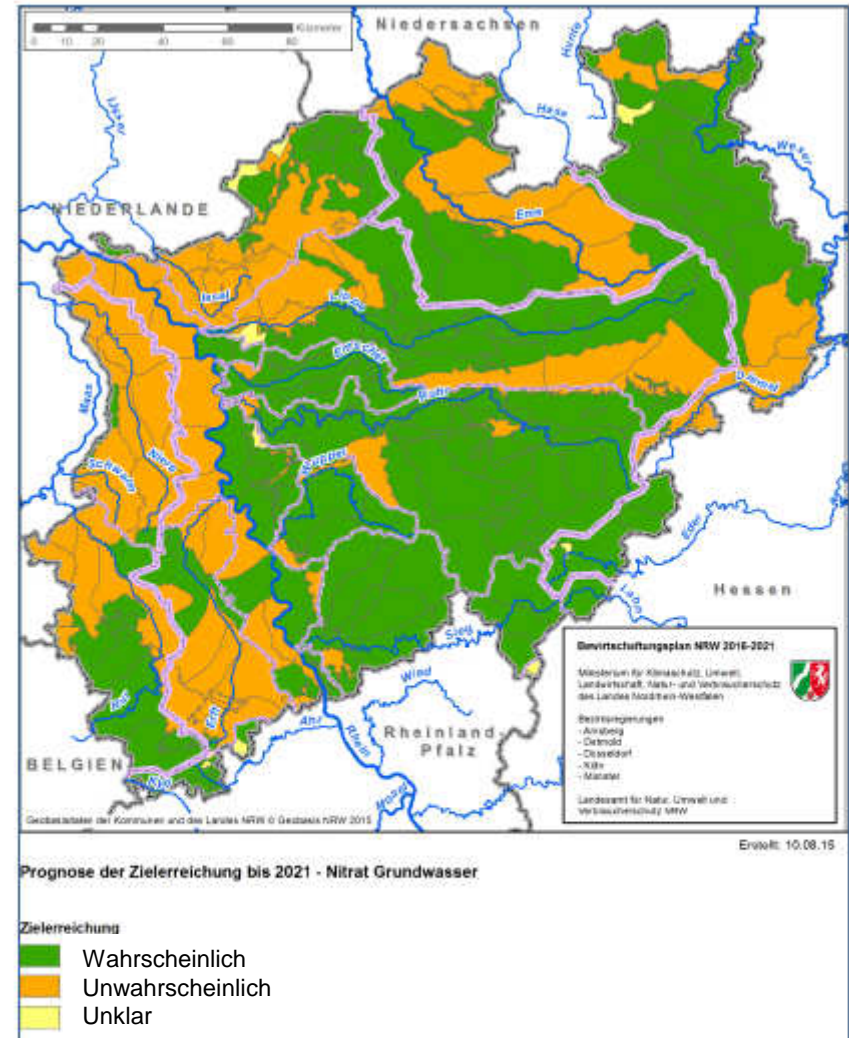 Kilometer
0 10 20 40 60 80
Niedersachsen
Hunte
IJssel
Hase
Weser
NIEDERLANDE
Ems
Issel
Lippe
Emscher
Ruhr
Diemel
Maas
Niers
Schwalm
Wupper
Eder
Hessen
Lahn
Sieg
Wied
Rur
Erft
Ahr
Rhein
Rheinland-
Pfalz
BELGIEN
Kyll
Mosel
Bewirtschaftungsplan NRW 2016-2021
Ministerium für Klimaschutz, Umwelt,
Landwirtschaft, Natur- und Verbraucherschutz
des Landes Nordrhein-Westfalen
Bezirksregierungen
- Arnsberg
- Detmold
- Düsseldorf
- Köln
- Münster
Landesamt für Natur, Umwelt und
Verbraucherschutz NRW
Geobasisdaten der Kommunen und des Landes NRW © Geobasis NRW 2015
Erstellt: 10.08.15
Prognose der Zielerreichung bis 2021 - Nitrat Grundwasser
Zielerreichung
Wahrscheinlich
Unwahrscheinlich
Unklar